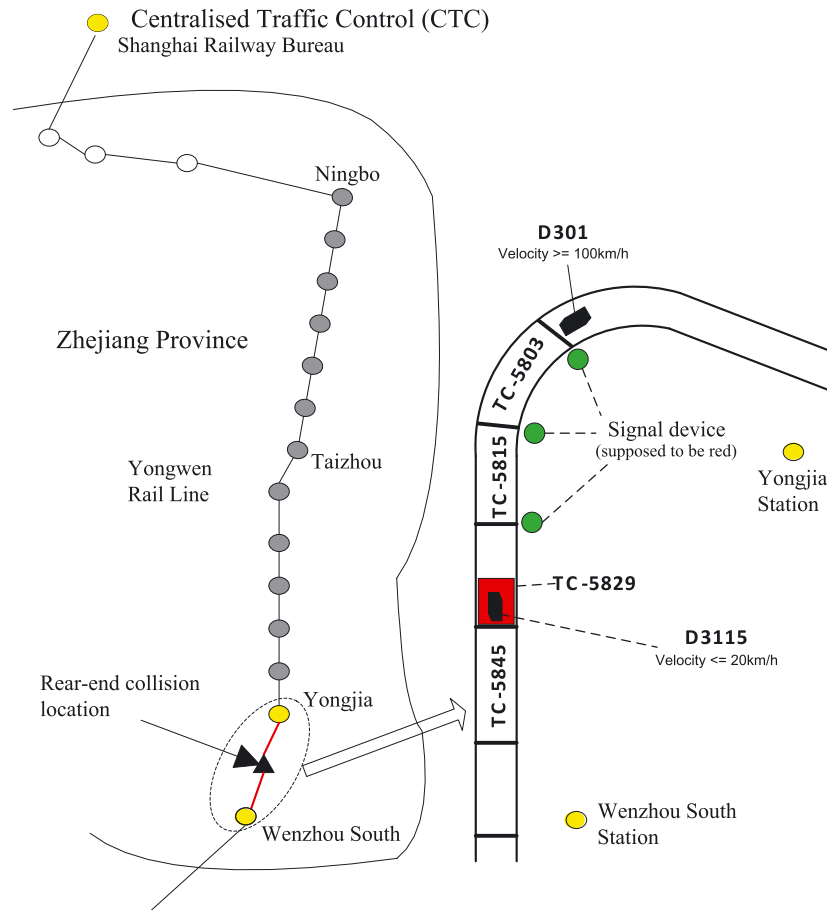 Centralised Traffic Control (CTC)
Shanghai Railway Bureau
Ningbo
Zhejiang Province
Taizhou
Yongwen
Rail Line
Rear-end collision
location
Yongjia
Wenzhou South
D301
Velocity >= 100km/h
TC-5803
TC-5815
Signal device
(supposed to be red)
Yongjia
Station
TC-5829
D3115
Velocity <= 20km/h
TC-5845
Wenzhou South
Station